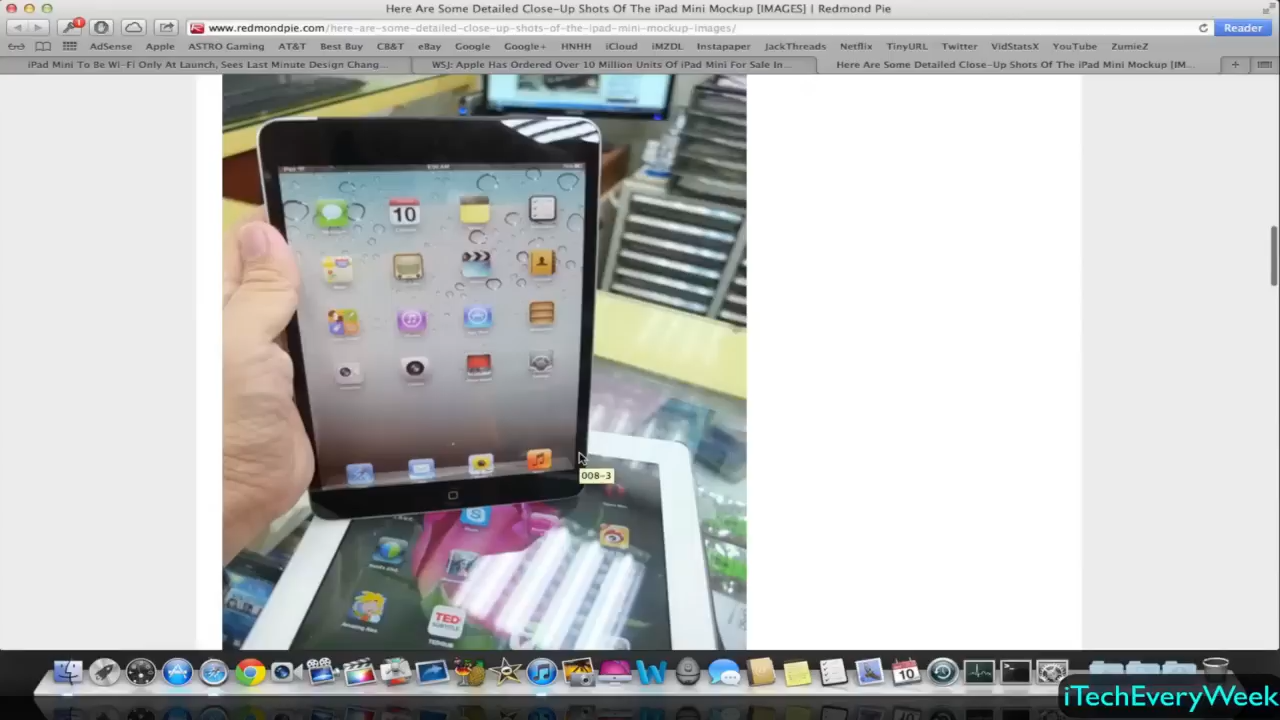 Here Are Some Detailed Close-Up Shots Of The iPad Mini Mockup [IMAGES] | Redmond Pie
www.redmondpie.com/here-are-some-detailed-close-up-shots-of-the-ipad-mini-mockup-images/
Reader
AdSense Apple ASTRO Gaming AT&T Best Buy CB&T eBay Google Google+ HNHH iCloud iMZDL Instapaper JackThreads Netflix TinyURL Twitter VidStatsX YouTube ZumieZ
iPad Mini To Be Wi-Fi Only At Launch, Sees Last Minute Design Chang...
WSJ: Apple Has Ordered Over 10 Million Units Of iPad Mini For Sale In...
Here Are Some Detailed Close-Up Shots Of The iPad Mini Mockup [IM...
10
008-3
TED
SUBTITLE
10
iTechEveryWeek